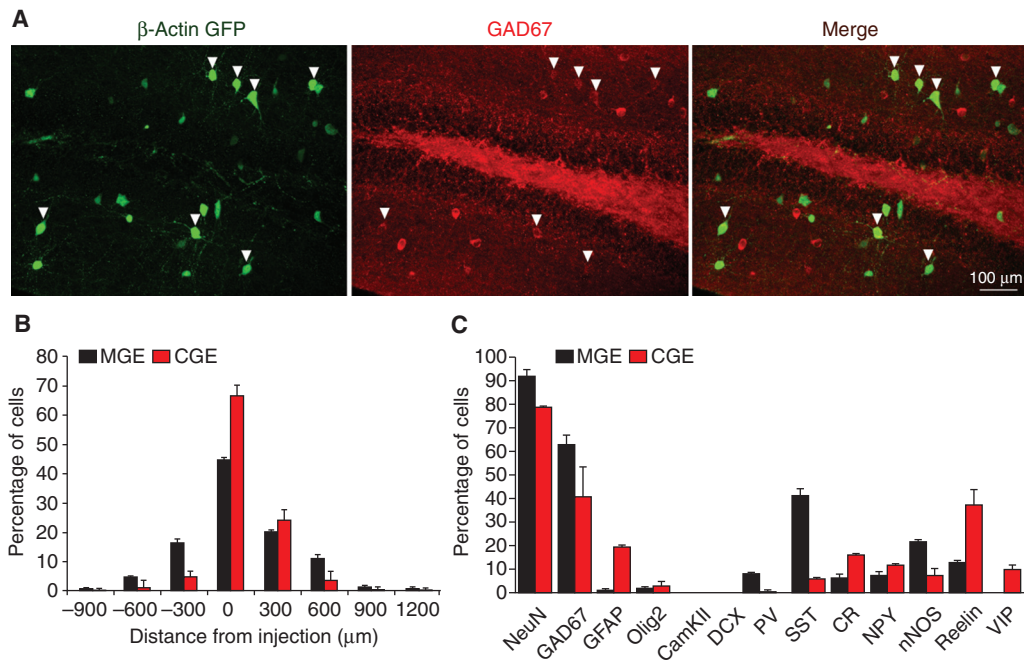 A
β-Actin GFP
GAD67
Merge
100 μm
B
MGE CGE
Percentage of cells
80
70
60
50
40
30
20
10
0
–900 –600 –300 0 300 600 900 1200
Distance from injection (μm)
C
MGE CGE
Percentage of cells
100
90
80
70
60
50
40
30
20
10
0
NeuN GAD67 GFAP Olig2 CamKII DCX PV SST CR NPY nNOS Reelin VIP